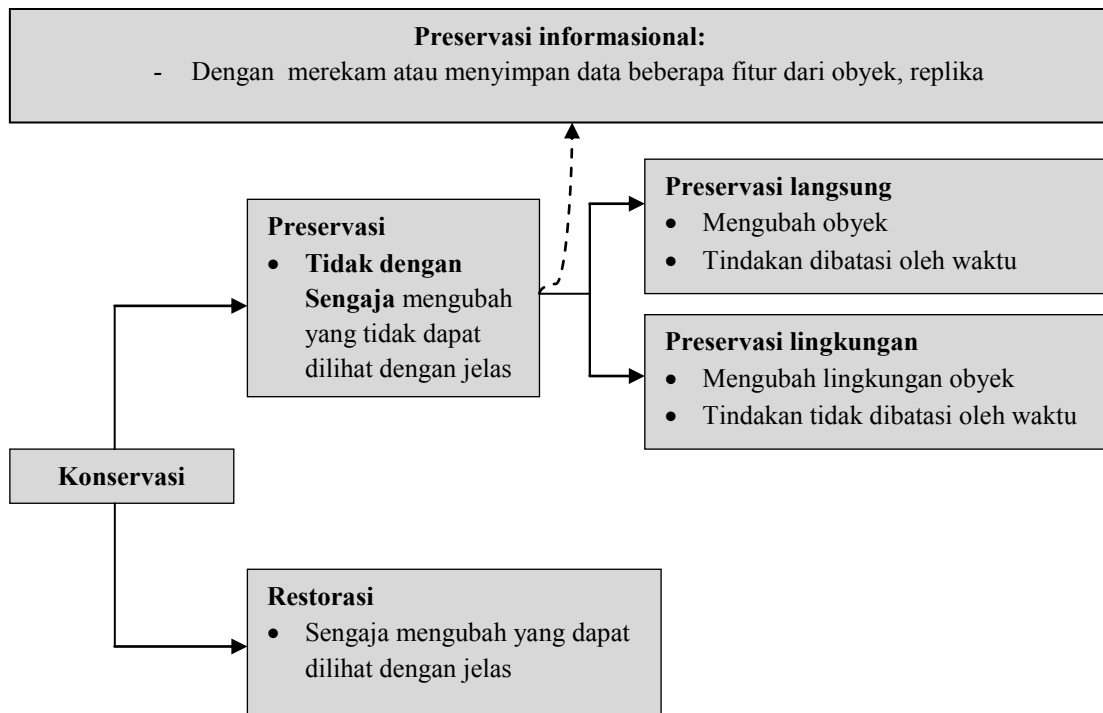 Preservasi informasional:
- Dengan merekam atau menyimpan data beberapa fitur dari obyek, replika
Preservasi langsung
• Mengubah obyek
• Tindakan dibatasi oleh waktu
Preservasi
• Tidak dengan
Sengaja mengubah
yang tidak dapat
dilihat dengan jelas
Preservasi lingkungan
• Mengubah lingkungan obyek
• Tindakan tidak dibatasi oleh waktu
Konservasi
Restorasi
• Sengaja mengubah yang dapat
dilihat dengan jelas